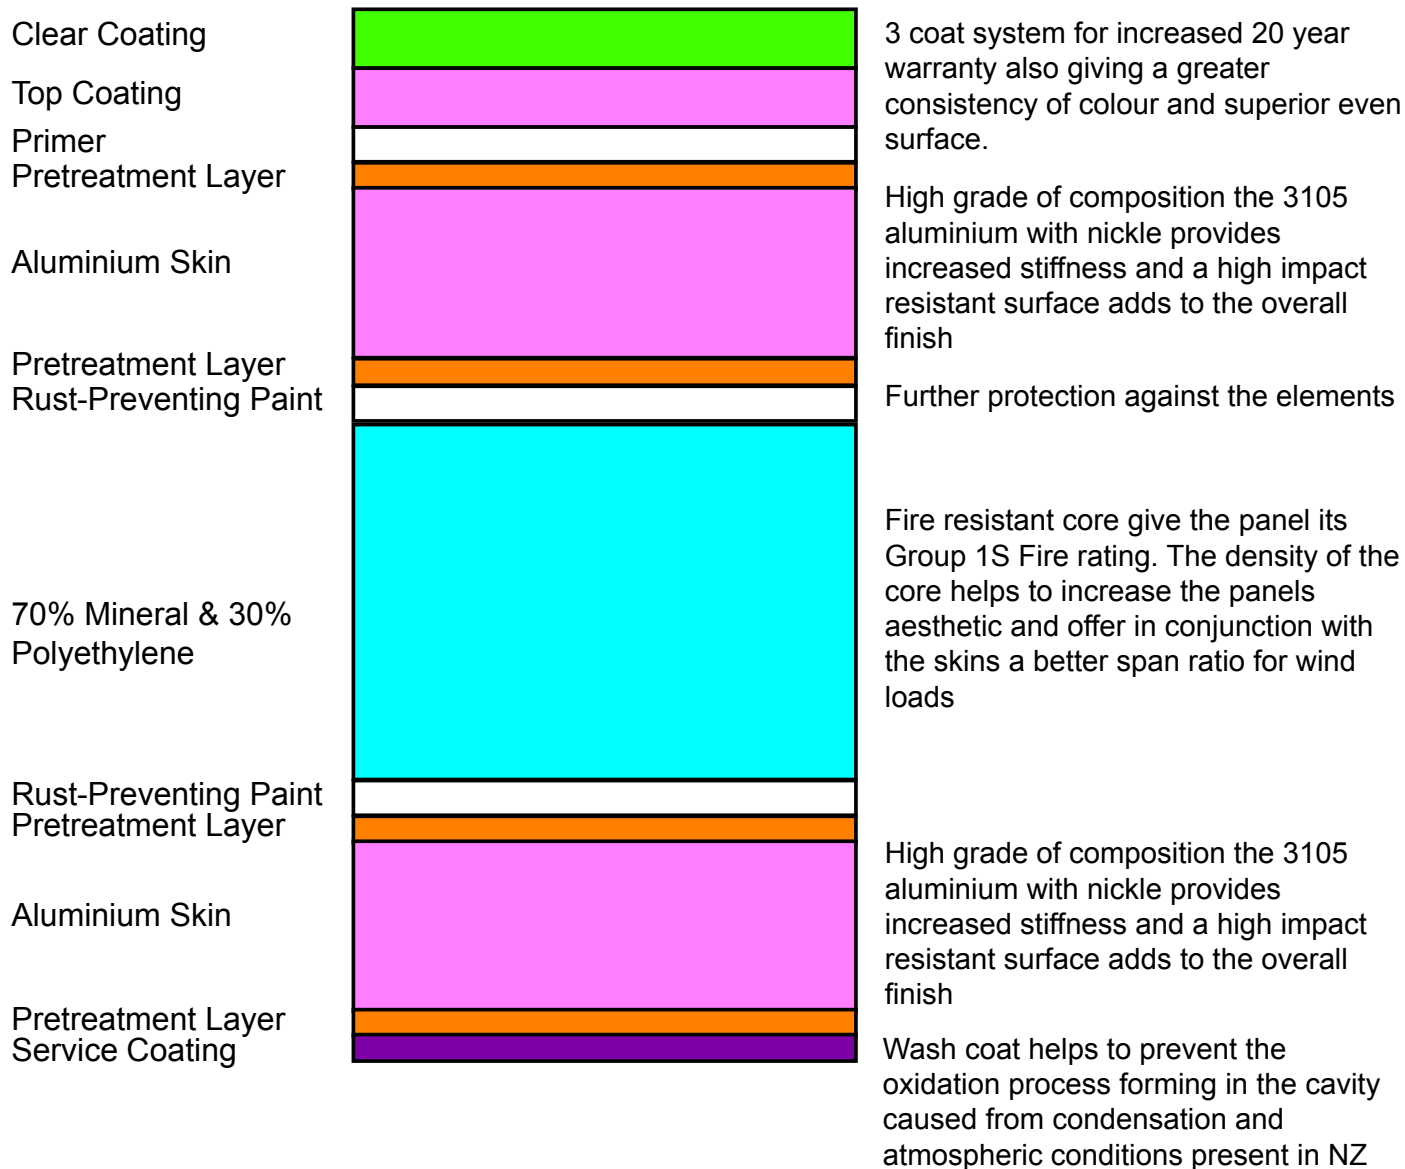 Clear Coating
Top Coating
Primer
Pretreatment Layer
Aluminium Skin
Pretreatment Layer
Rust-Preventing Paint
70% Mineral & 30%
Polyethylene
Rust-Preventing Paint
Pretreatment Layer
Aluminium Skin
Pretreatment Layer
Service Coating
3 coat system for increased 20 year
warranty also giving a greater
consistency of colour and superior even
surface.
High grade of composition the 3105
aluminium with nickle provides
increased stiffness and a high impact
resistant surface adds to the overall
finish
Further protection against the elements
Fire resistant core give the panel its
Group 1S Fire rating. The density of the
core helps to increase the panels
aesthetic and offer in conjunction with
the skins a better span ratio for wind
loads
High grade of composition the 3105
aluminium with nickle provides
increased stiffness and a high impact
resistant surface adds to the overall
finish
Wash coat helps to prevent the
oxidation process forming in the cavity
caused from condensation and
atmospheric conditions present in NZ